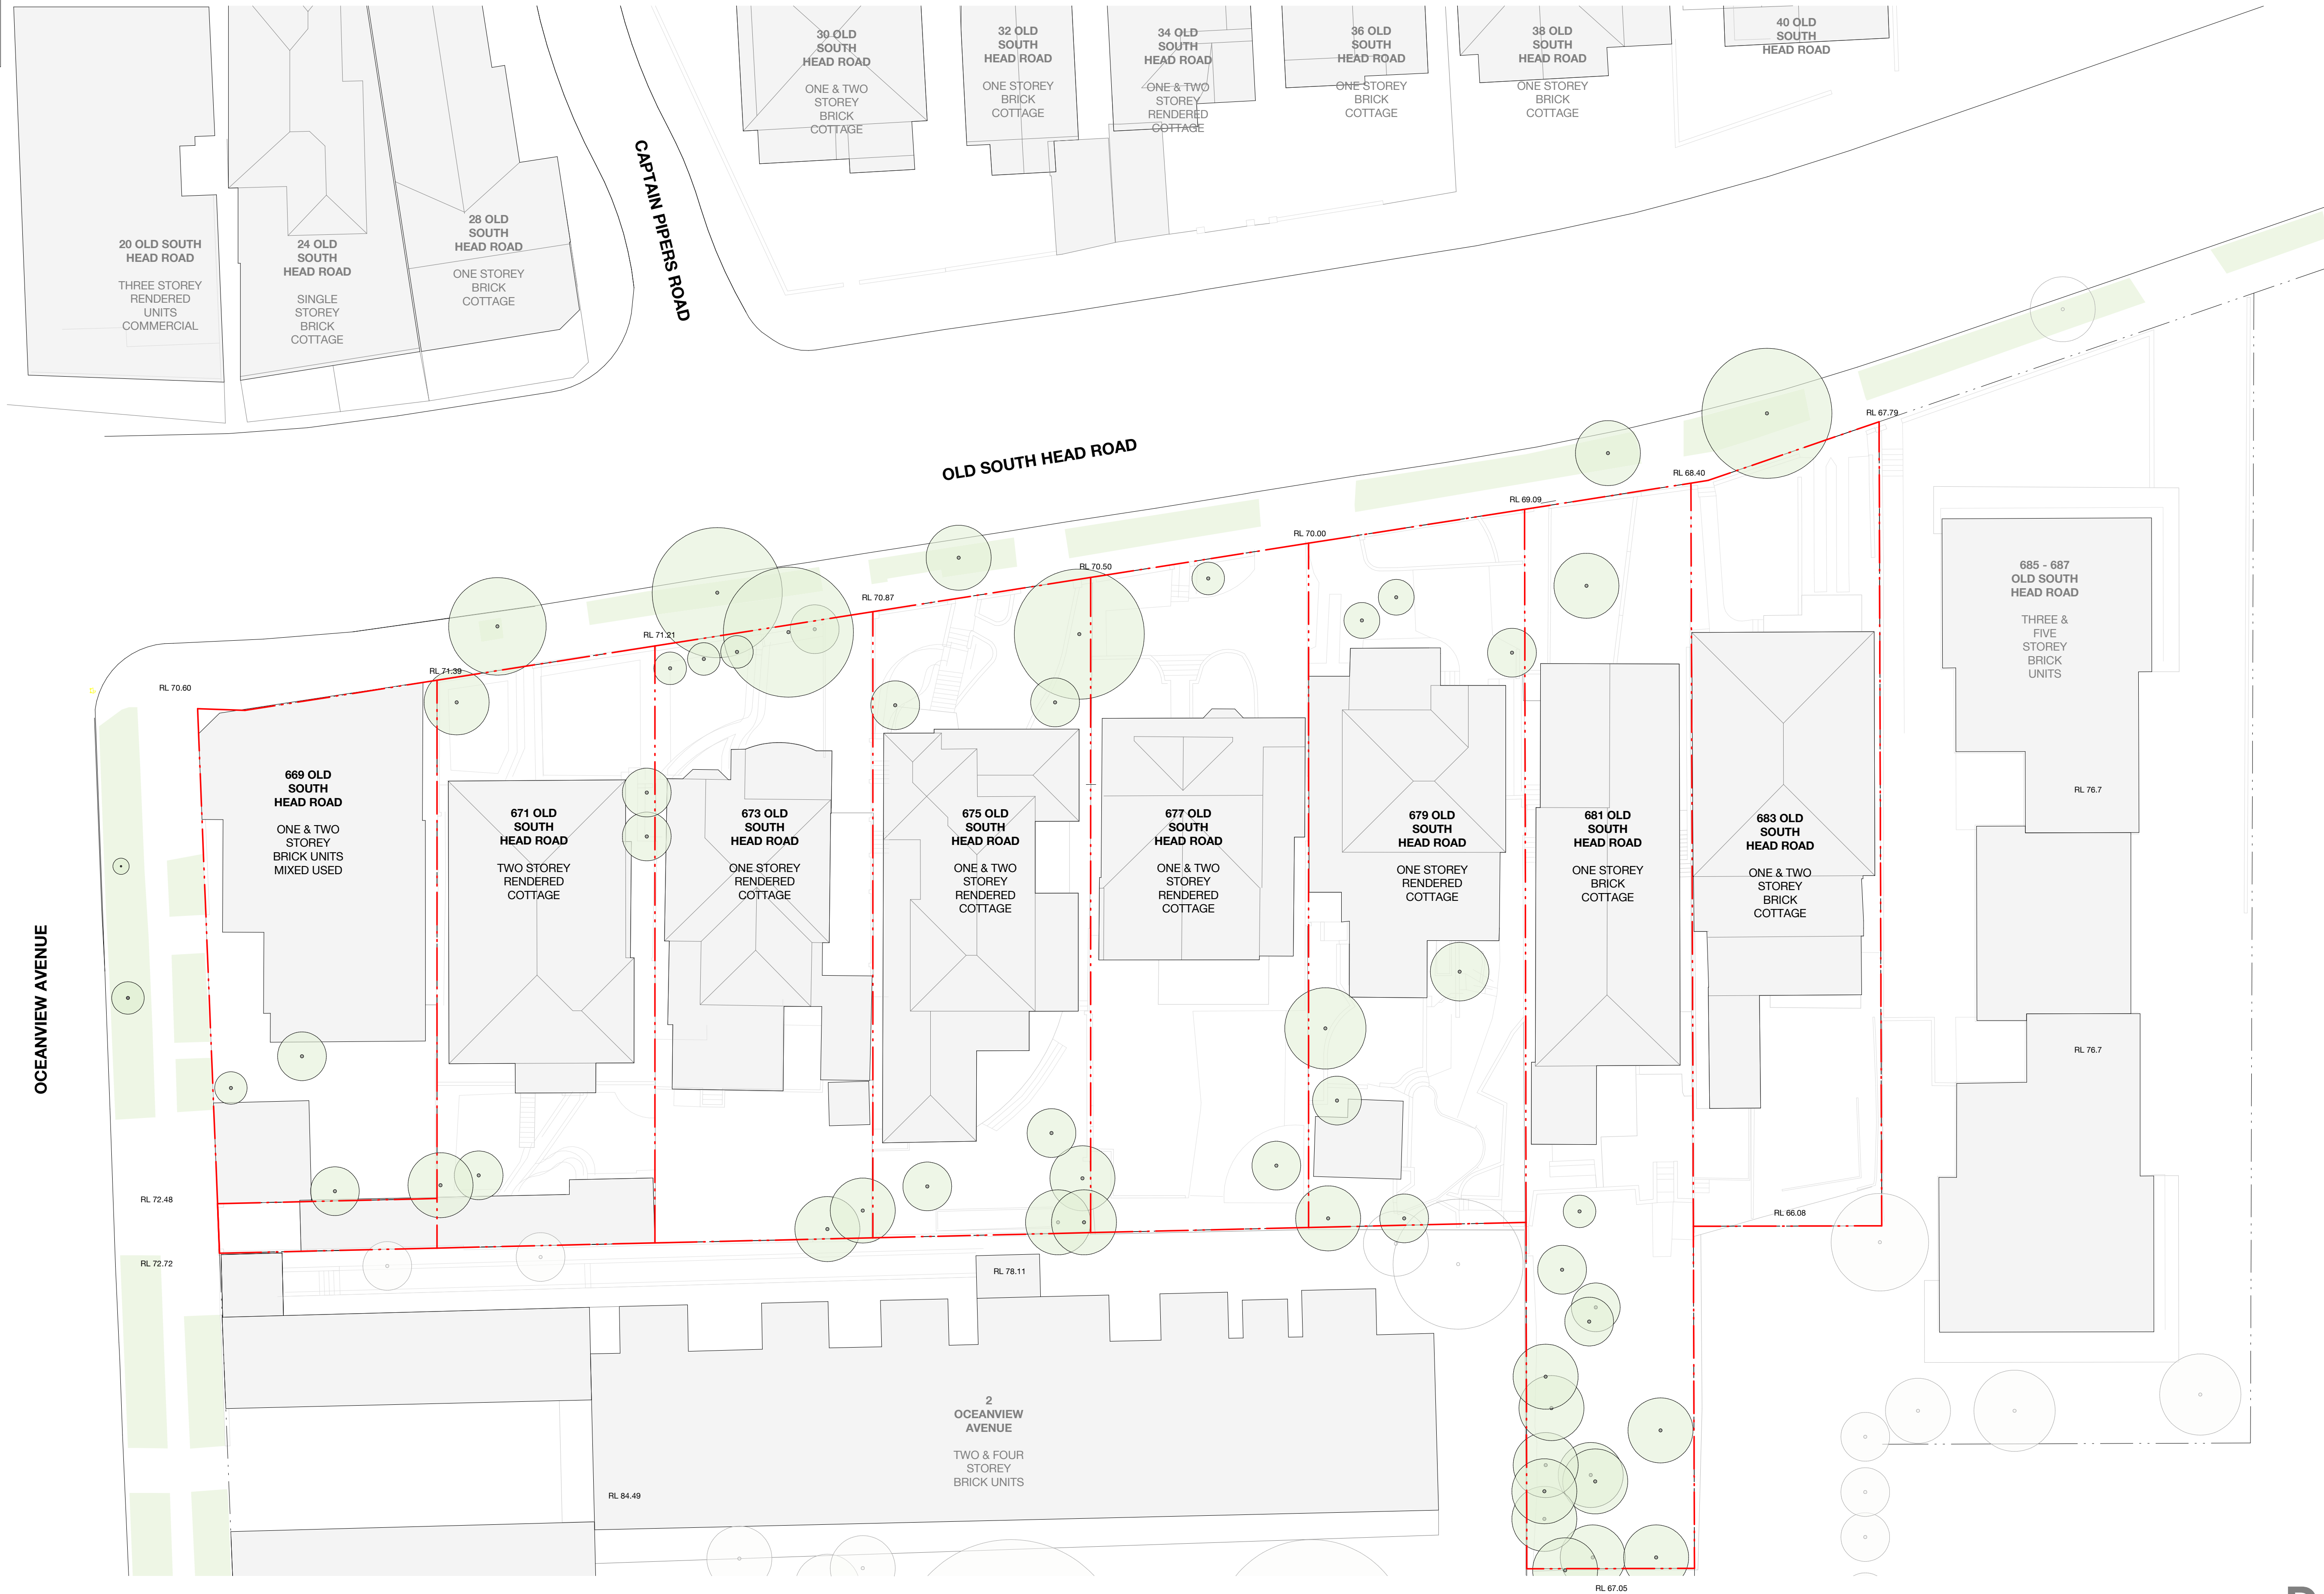 30 OLD
SOUTH
HEAD ROAD
ONE & TWO
STOREY
BRICK
COTTAGE
32 OLD
SOUTH
HEAD ROAD
ONE STOREY
BRICK
COTTAGE
34 OLD
SOUTH
HEAD ROAD
ONE & TWO
STOREY
RENDERED
COTTAGE
36 OLD
SOUTH
HEAD ROAD
ONE STOREY
BRICK
COTTAGE
38 OLD
SOUTH
HEAD ROAD
ONE STOREY
BRICK
COTTAGE
40 OLD
SOUTH
HEAD ROAD
20 OLD SOUTH
HEAD ROAD
THREE STOREY
RENDERED
UNITS
COMMERCIAL
24 OLD
SOUTH
HEAD ROAD
SINGLE
STOREY
BRICK
COTTAGE
28 OLD
SOUTH
HEAD ROAD
ONE STOREY
BRICK
COTTAGE
CAPTAIN PIPERS ROAD
OLD SOUTH HEAD ROAD
RL 67.79
RL 68.40
RL 69.09
RL 70.00
RL 70.50
RL 70.87
RL 71.21
RL 71.39
RL 70.60
669 OLD
SOUTH
HEAD ROAD
ONE & TWO
STOREY
BRICK UNITS
MIXED USED
671 OLD
SOUTH
HEAD ROAD
TWO STOREY
RENDERED
COTTAGE
673 OLD
SOUTH
HEAD ROAD
ONE STOREY
RENDERED
COTTAGE
675 OLD
SOUTH
HEAD ROAD
ONE & TWO
STOREY
RENDERED
COTTAGE
677 OLD
SOUTH
HEAD ROAD
ONE & TWO
STOREY
RENDERED
COTTAGE
679 OLD
SOUTH
HEAD ROAD
ONE STOREY
RENDERED
COTTAGE
681 OLD
SOUTH
HEAD ROAD
ONE STOREY
BRICK
COTTAGE
683 OLD
SOUTH
HEAD ROAD
ONE & TWO
STOREY
BRICK
COTTAGE
685 - 687
OLD SOUTH
HEAD ROAD
THREE &
FIVE
STOREY
BRICK
UNITS
RL 76.7
RL 76.7
OCEANVIEW AVENUE
RL 72.48
RL 72.72
RL 66.08
RL 78.11
2
OCEANVIEW
AVENUE
TWO & FOUR
STOREY
BRICK UNITS
RL 84.49
RL 67.05